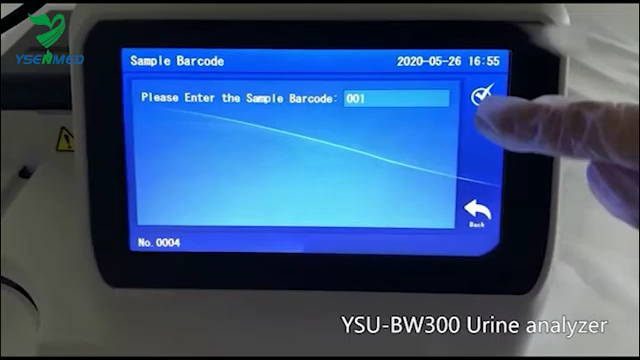 YSENMED
Sample Barcode 2020-05-26 16:55
Please Enter the Sample Barcode: 001
Back
No.0004
YSU-BW300 Urine analyzer